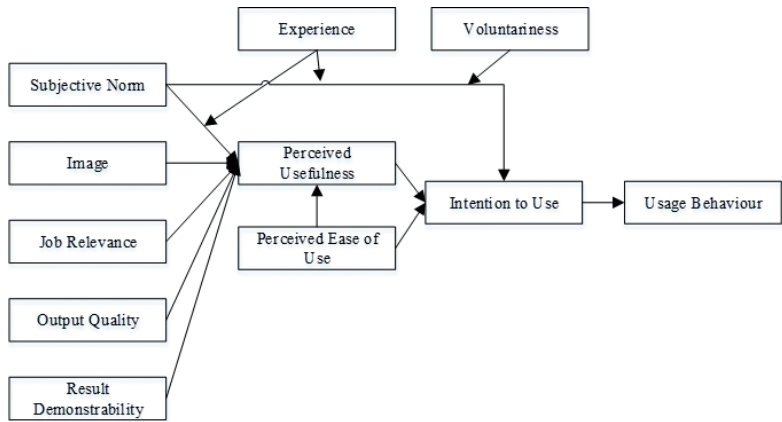 Experience
Voluntariness
Subjective Norm
Image
Perceived
Usefulness
Intention to Use
Usage Behaviour
Job Relevance
Perceived Ease of
Use
Output Quality
Result
Demonstrability